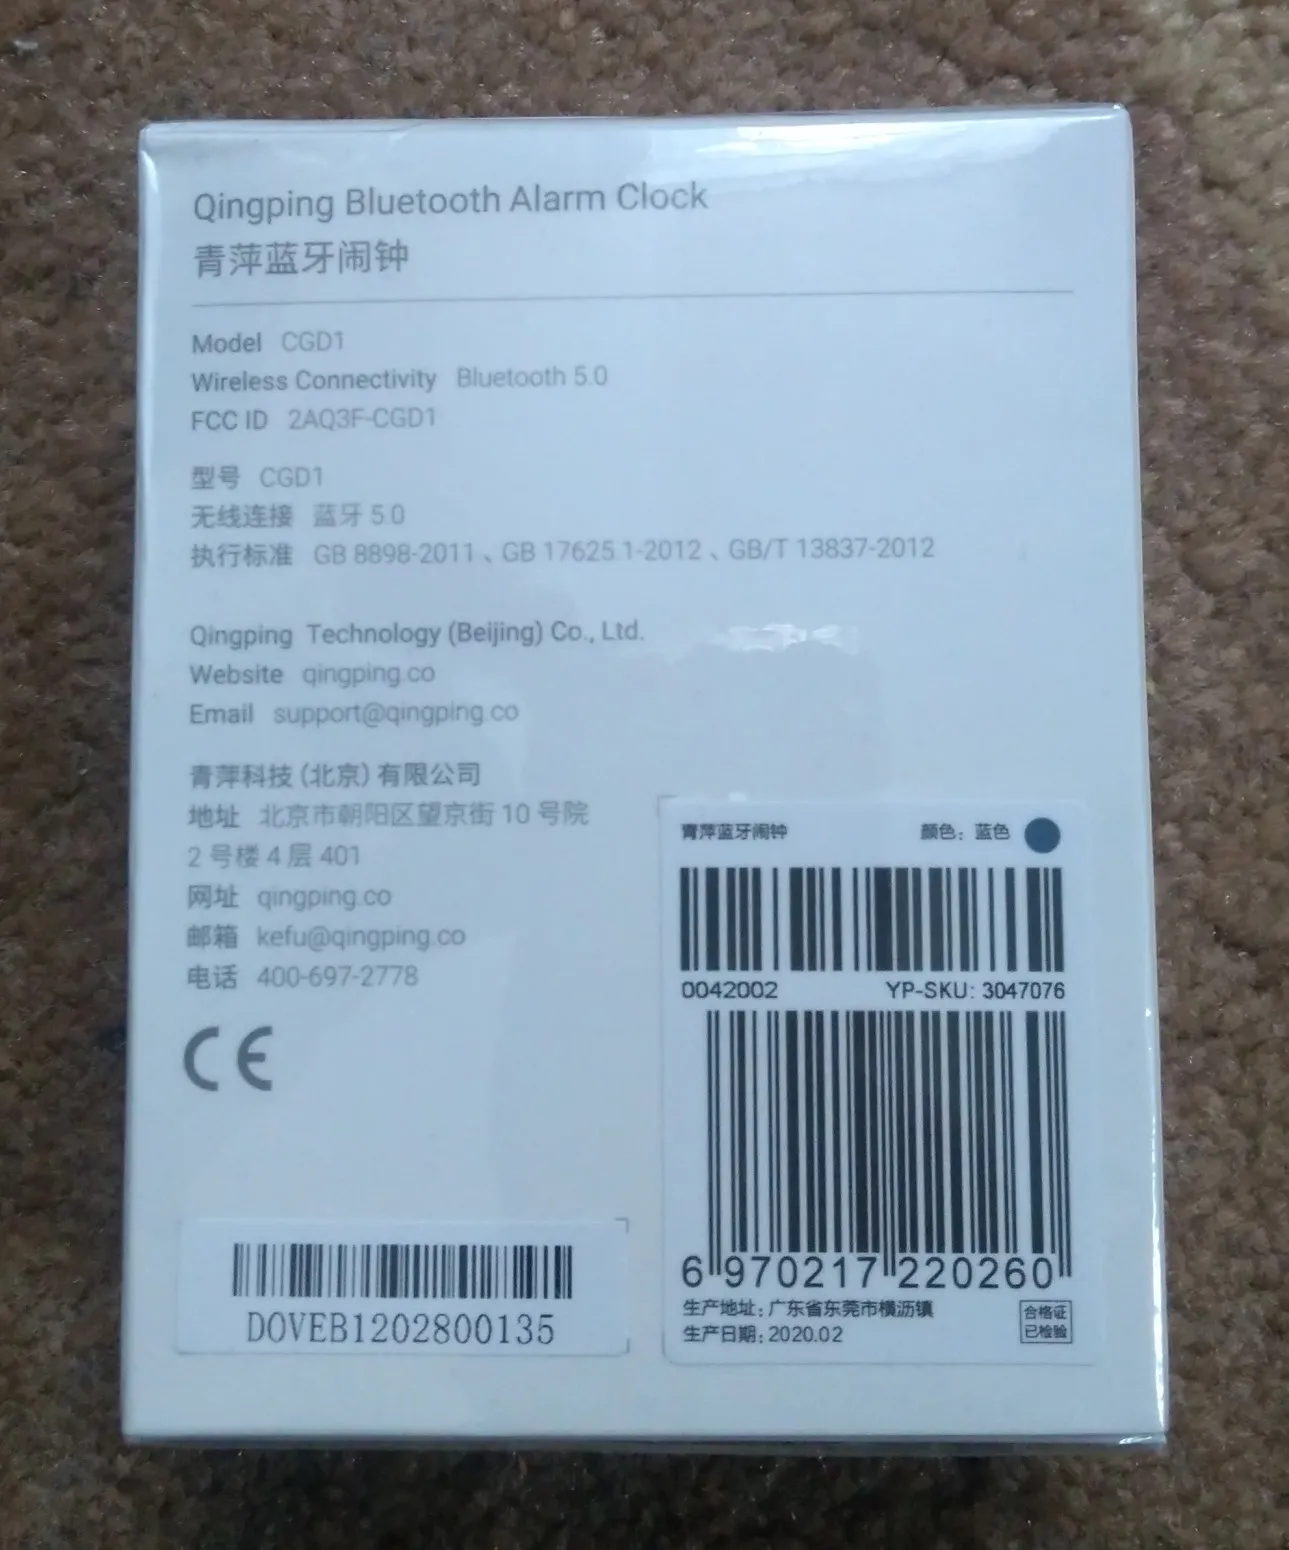 Qingping Bluetooth Alarm Clock
青萍蓝牙闹钟
Model CGD1
Wireless Connectivity Bluetooth 5.0
FCC ID 2AQ3F-CGD1
型号 CGD1
无线连接 蓝牙 5.0
执行标准 GB 8898-2011、GB 17625.1-2012、GB/T 13837-2012
Qingping Technology (Beijing) Co., Ltd.
Website qingping.co
Email support@qingping.co
青萍科技(北京)有限公司
地址 北京市朝阳区望京街 10 号院
2 号楼 4 层 401
网址 qingping.co
邮箱 kefu@qingping.co
电话 400-697-2778
CE
DOVEB1202800135
青萍蓝牙闹钟 颜色：蓝色
0042002 YP-SKU: 3047076
6 970217 220260
生产地址：广东省东莞市横沥镇
生产日期：2020.02
合格证
已检验